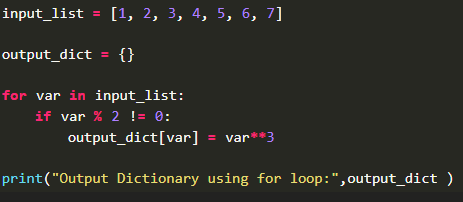 input_list = [1, 2, 3, 4, 5, 6, 7]
output_dict = {}
for var in input_list:
    if var % 2 != 0:
        output_dict[var] = var**3
print("Output Dictionary using for loop:",output_dict )